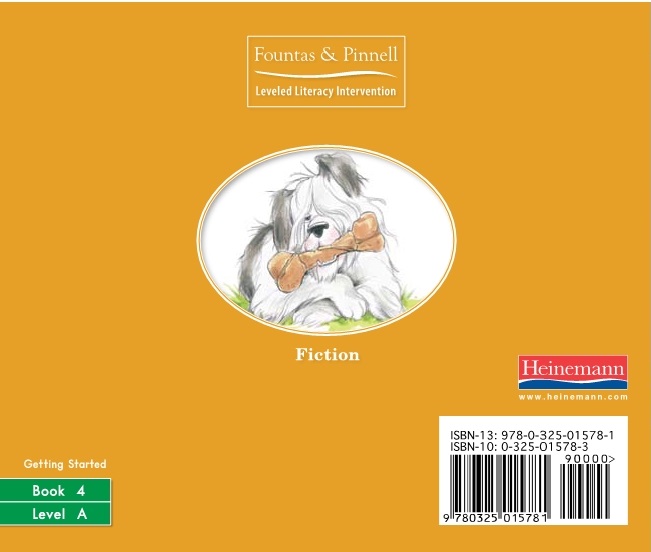 Fountas & Pinnell
Leveled Literacy Intervention
Fiction
Heinemann
www.heinemann.com
ISBN-13: 978-0-325-01578-1
ISBN-10: 0-325-01578-3
90000>
9 780325 015781
Getting Started
Book 4
Level A